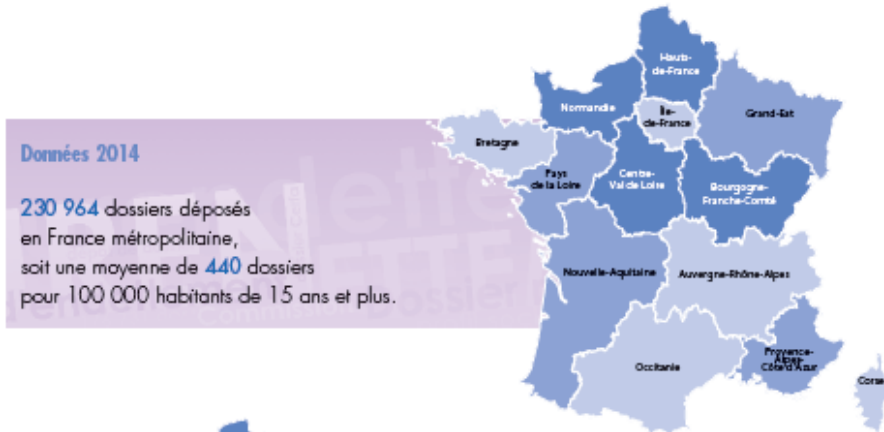 Données 2014
230 964 dossiers déposés
en France métropolitaine,
soit une moyenne de 440 dossiers
pour 100 000 habitants de 15 ans et plus.
Hauts-
de-France
Normandie
Île-
de-France
Grand-Est
Bretagne
Pays
de la Loire
Centre-
Val de Loire
Bourgogne-
Franche-Comté
Nouvelle-Aquitaine
Auvergne-Rhône-Alpes
Occitanie
Provence-
Alpes-
Côte d'Azur
Corse